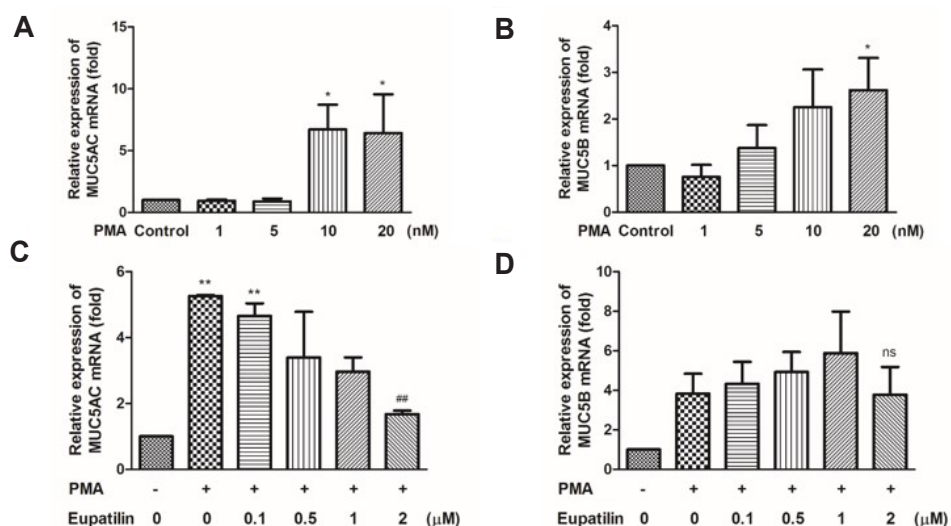 A
Relative expression of
MUC5AC mRNA (fold)
15
10
5
0
*
*
PMA Control 1 5 10 20 (nM)
B
Relative expression of
MUC5B mRNA (fold)
4
3
2
1
0
*
PMA Control 1 5 10 20 (nM)
C
Relative expression of
MUC5AC mRNA (fold)
6
4
2
0
**
**
##
PMA - + + + + +
Eupatilin 0 0 0.1 0.5 1 2 (μM)
D
Relative expression of
MUC5B mRNA (fold)
10
8
6
4
2
0
ns
PMA - + + + + +
Eupatilin 0 0 0.1 0.5 1 2 (μM)